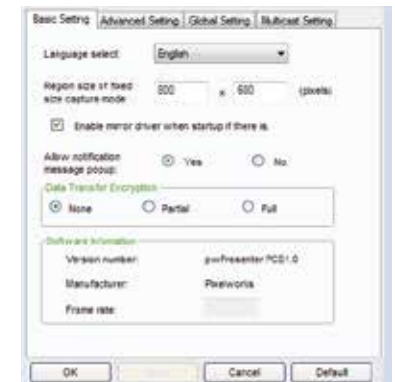 Basic Setting Advanced Setting Global Setting Multicast Setting
Language select: English
Region size of fixed 800 x 600 (pixels)
size capture mode
Enable mirror driver when startup if there is
Allow notification Yes No
message popup:
Data Transfer Encryption
None Partial Full
Software Information
Version number: pwPresenter PCD1.0
Manufacturer: Pixelworks
Frame rate:
OK Cancel Default